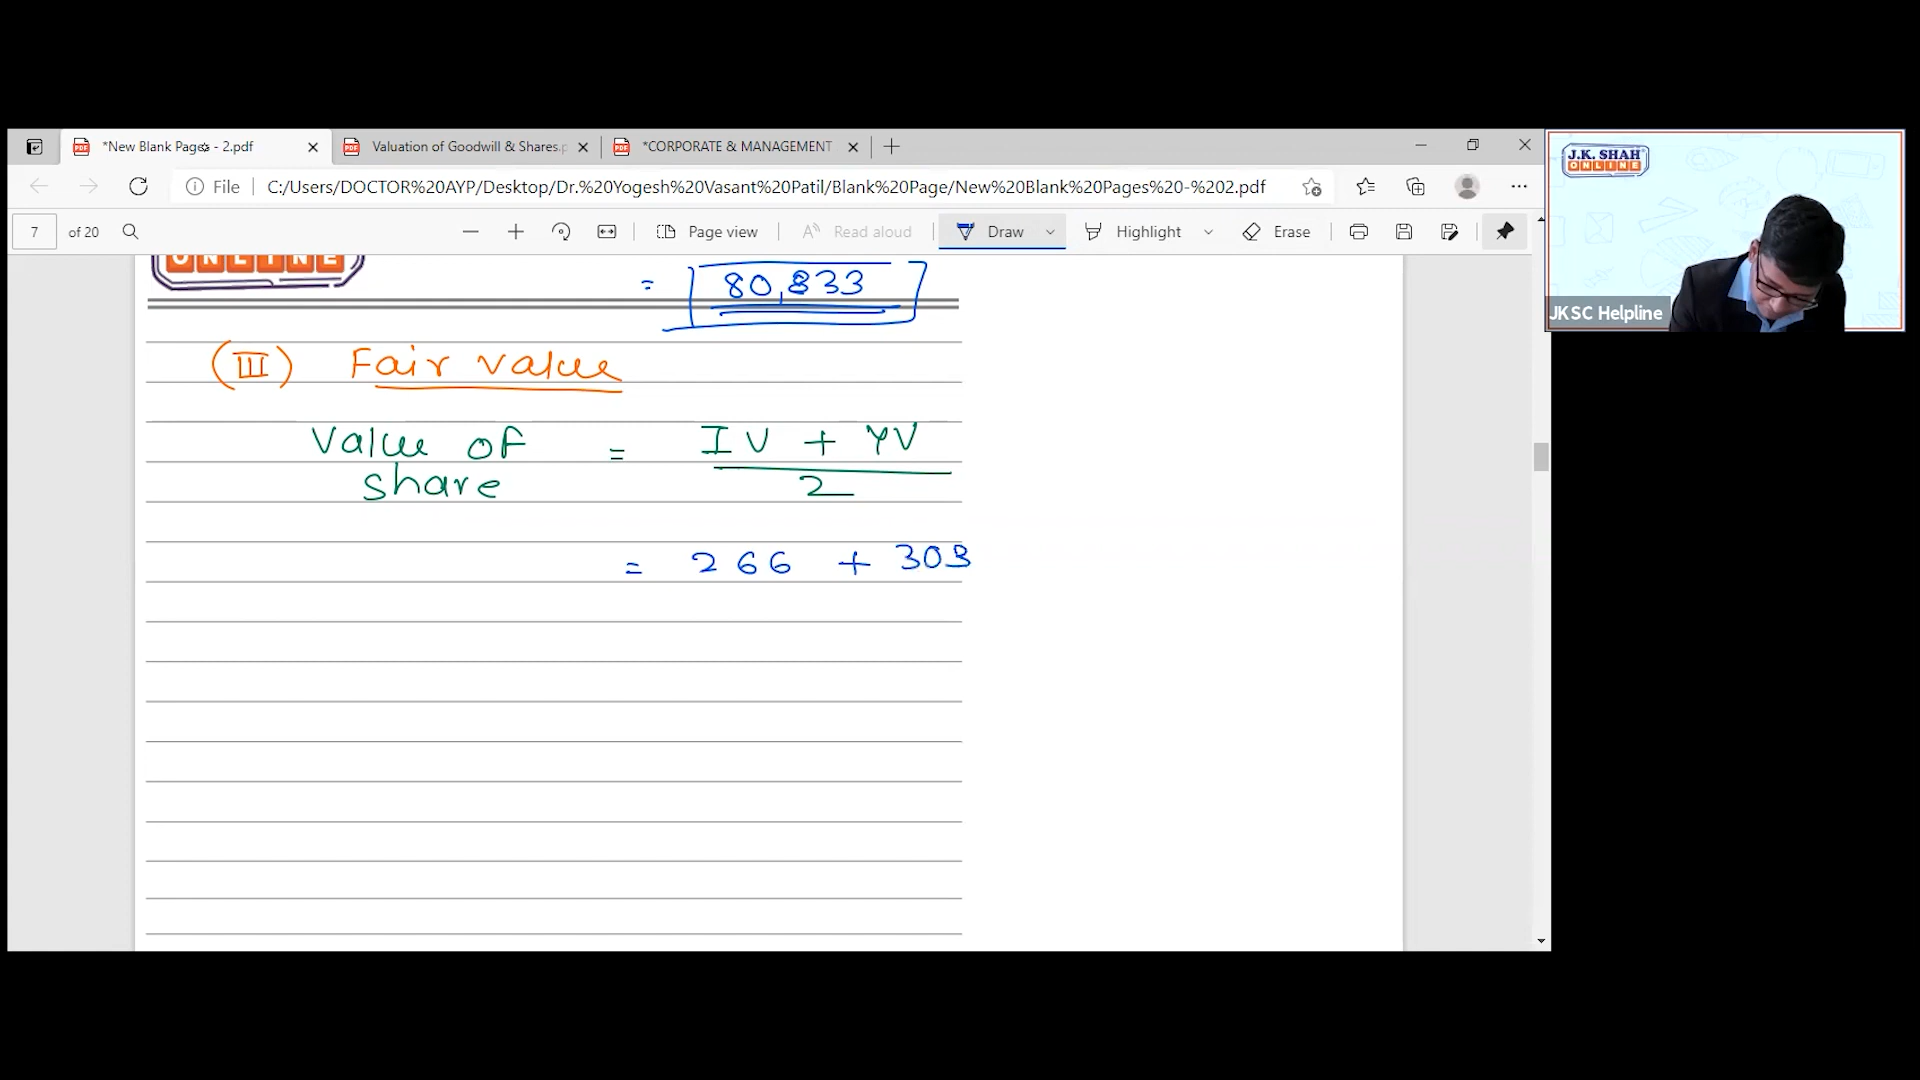 *New Blank Pages - 2.pdf
Valuation of Goodwill & Shares.p
*CORPORATE & MANAGEMENT
File
C:/Users/DOCTOR%20AYP/Desktop/Dr.%20Yogesh%20Vasant%20Patil/Blank%20Page/New%20Blank%20Pages%20-%202.pdf
7 of 20
Page view
Read aloud
Draw
Highlight
Erase
J.K. SHAH
ONLINE
JKSC Helpline
ONLINE
= 80,833
(III) Fair value
Value of share = IV + YV
2
= 266 + 303